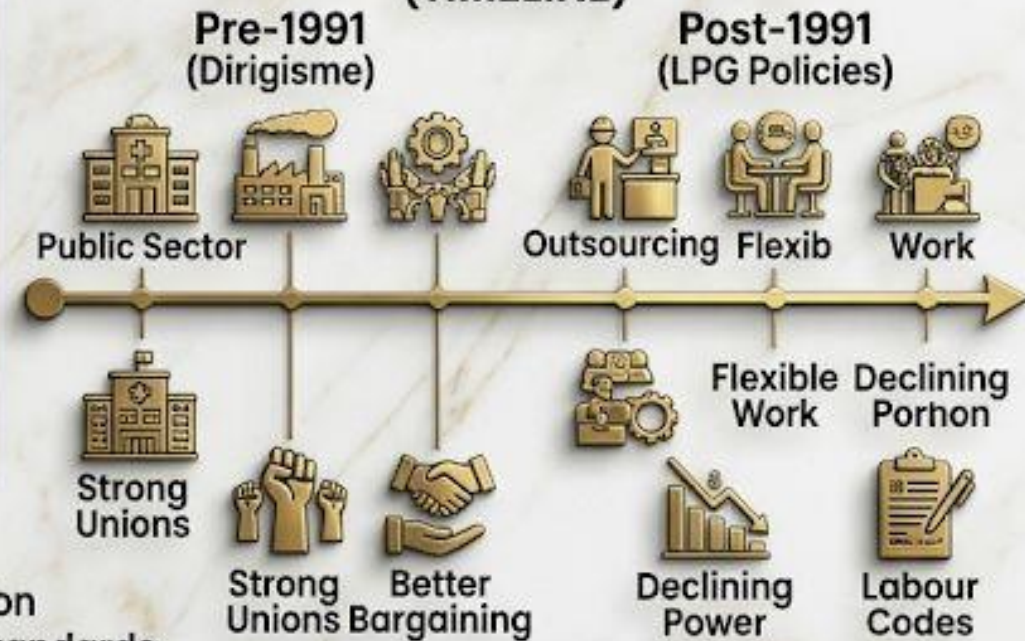 Pre-1991
(Dirigisme)
Post-1991
(LPG Policies)
Public Sector
Outsourcing
Flexib
Work
Strong
Unions
Flexible
Work
Declining
Porhon
Strong
Unions
Better
Bargaining
Declining
Power
Labour
Codes
on